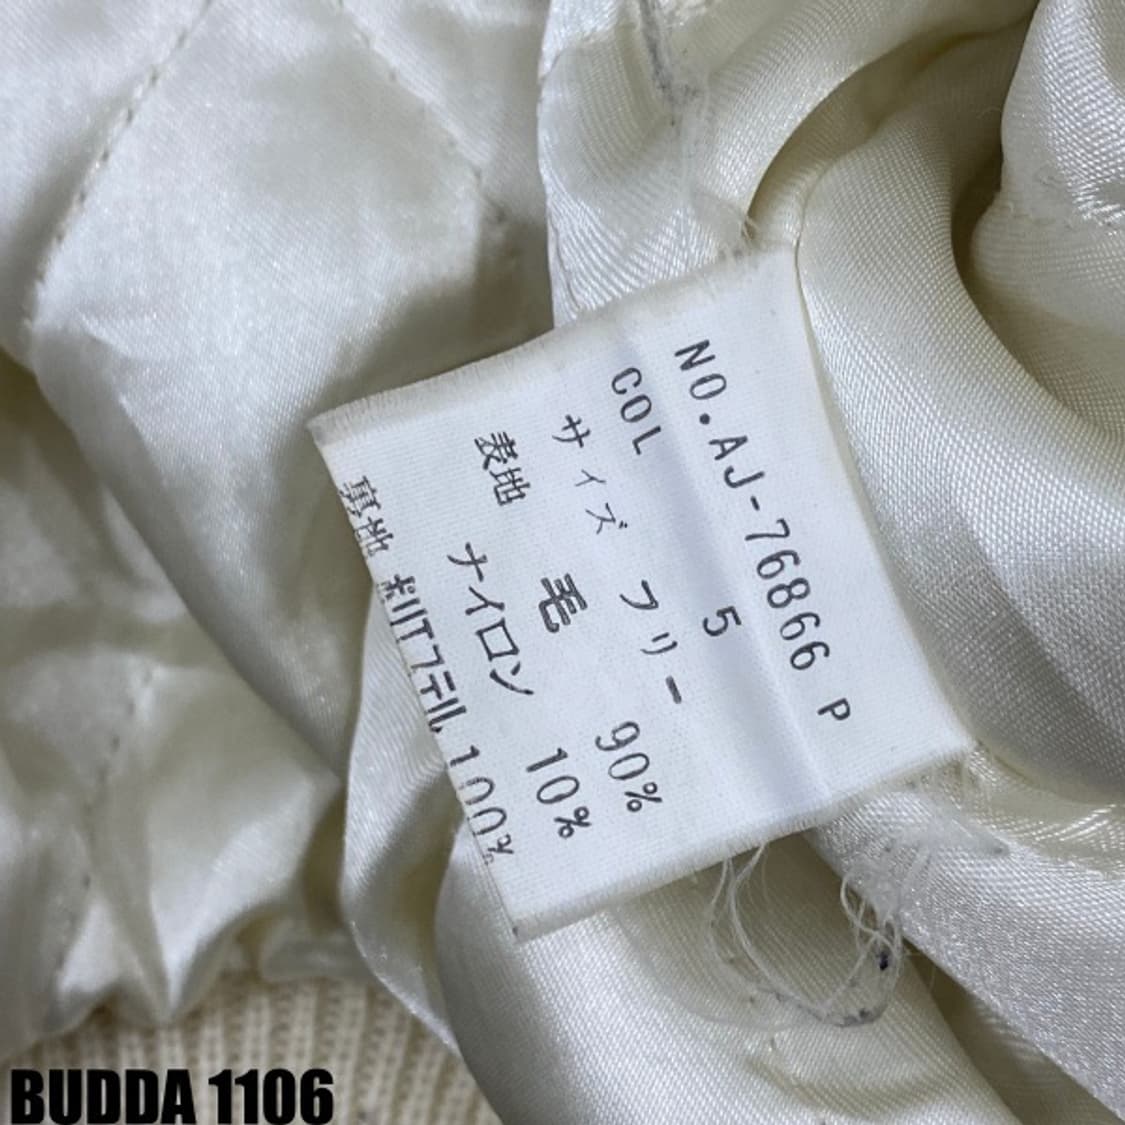 NO.AJ-76866 P
COL 5
サイズ フリー
表地 毛 90%
ナイロン 10%
裏地 ポリエステル 100%
BUDDA 1106